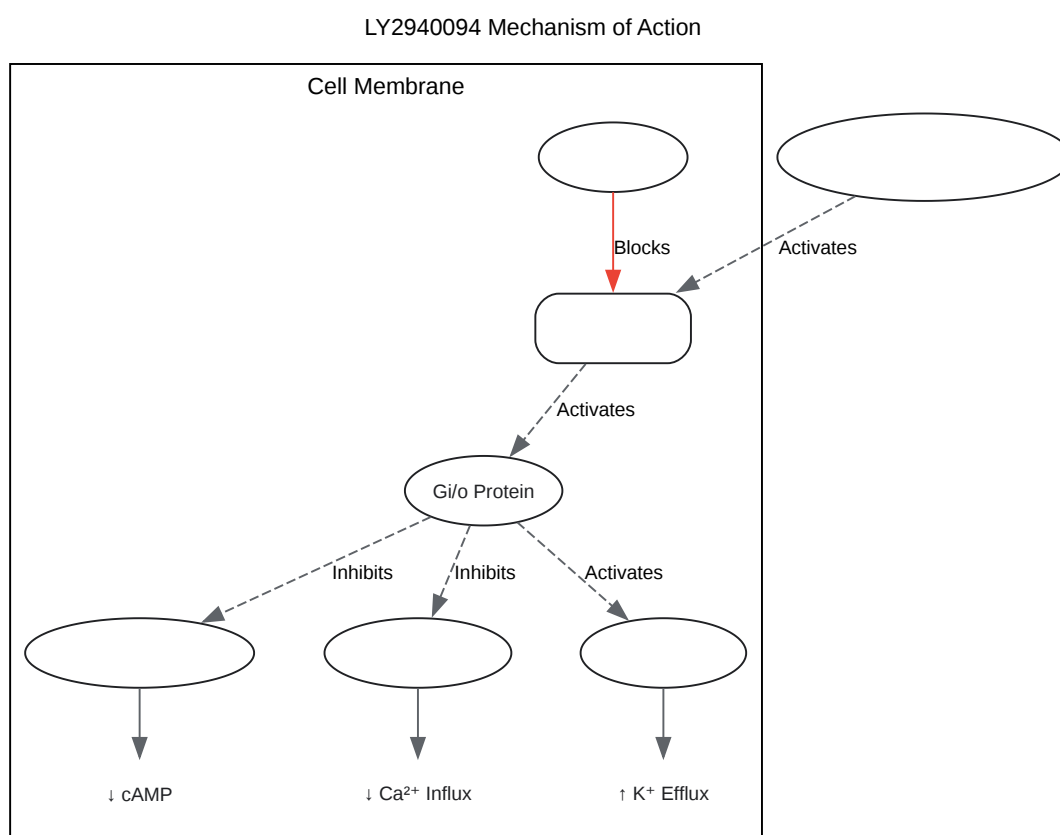 LY2940094 Mechanism of Action
Cell Membrane
Blocks
Activates
Activates
Gi/o Protein
Inhibits
Inhibits
Activates
↓ cAMP
↓ Ca²⁺ Influx
↑ K⁺ Efflux